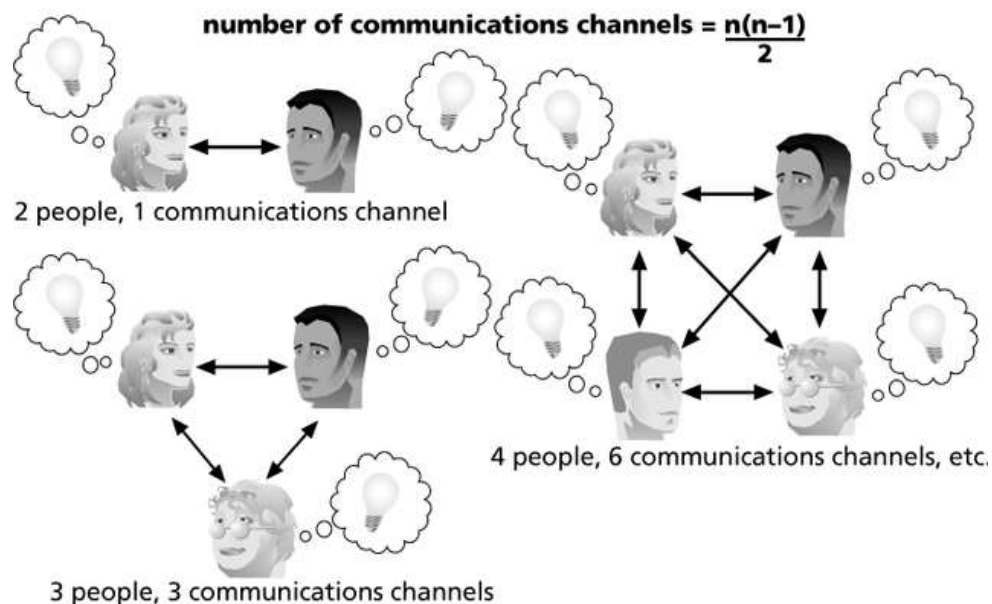 number of communications channels = n(n–1)
2
2 people, 1 communications channel
4 people, 6 communications channels, etc.
3 people, 3 communications channels